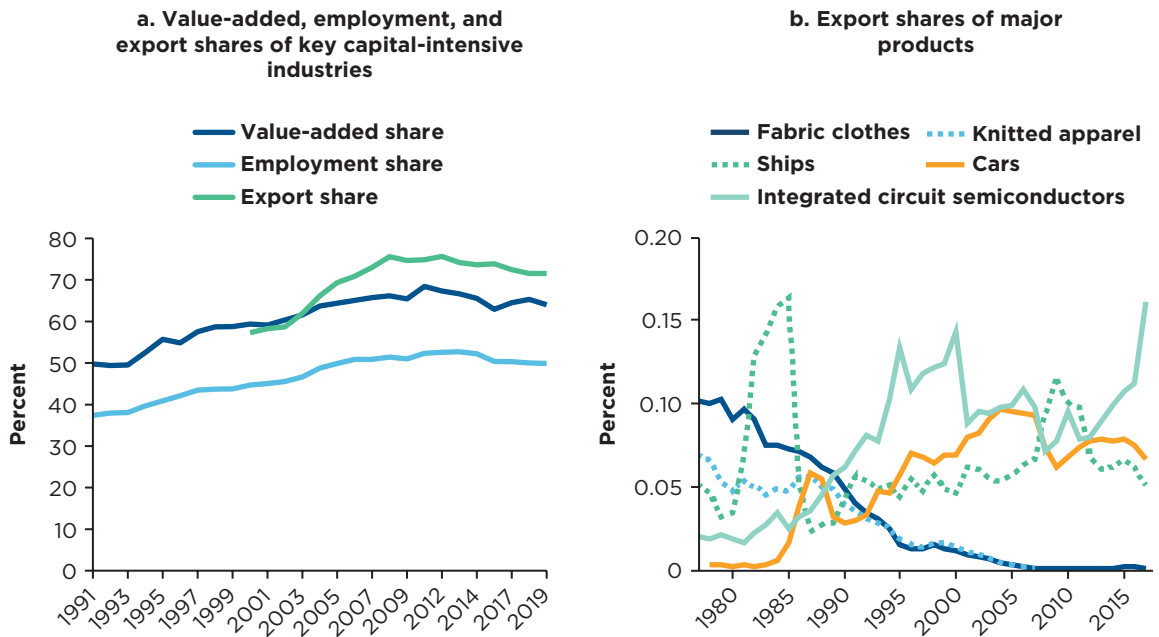 a. Value-added, employment, and
export shares of key capital-intensive
industries
Value-added share
Employment share
Export share
Percent
80
70
60
50
40
30
20
10
0
1991
1993
1995
1997
1999
2001
2003
2005
2007
2009
2012
2014
2017
2019
b. Export shares of major
products
Fabric clothes
Knitted apparel
Ships
Cars
Integrated circuit semiconductors
Percent
0.20
0.15
0.10
0.05
0
1980
1985
1990
1995
2000
2005
2010
2015